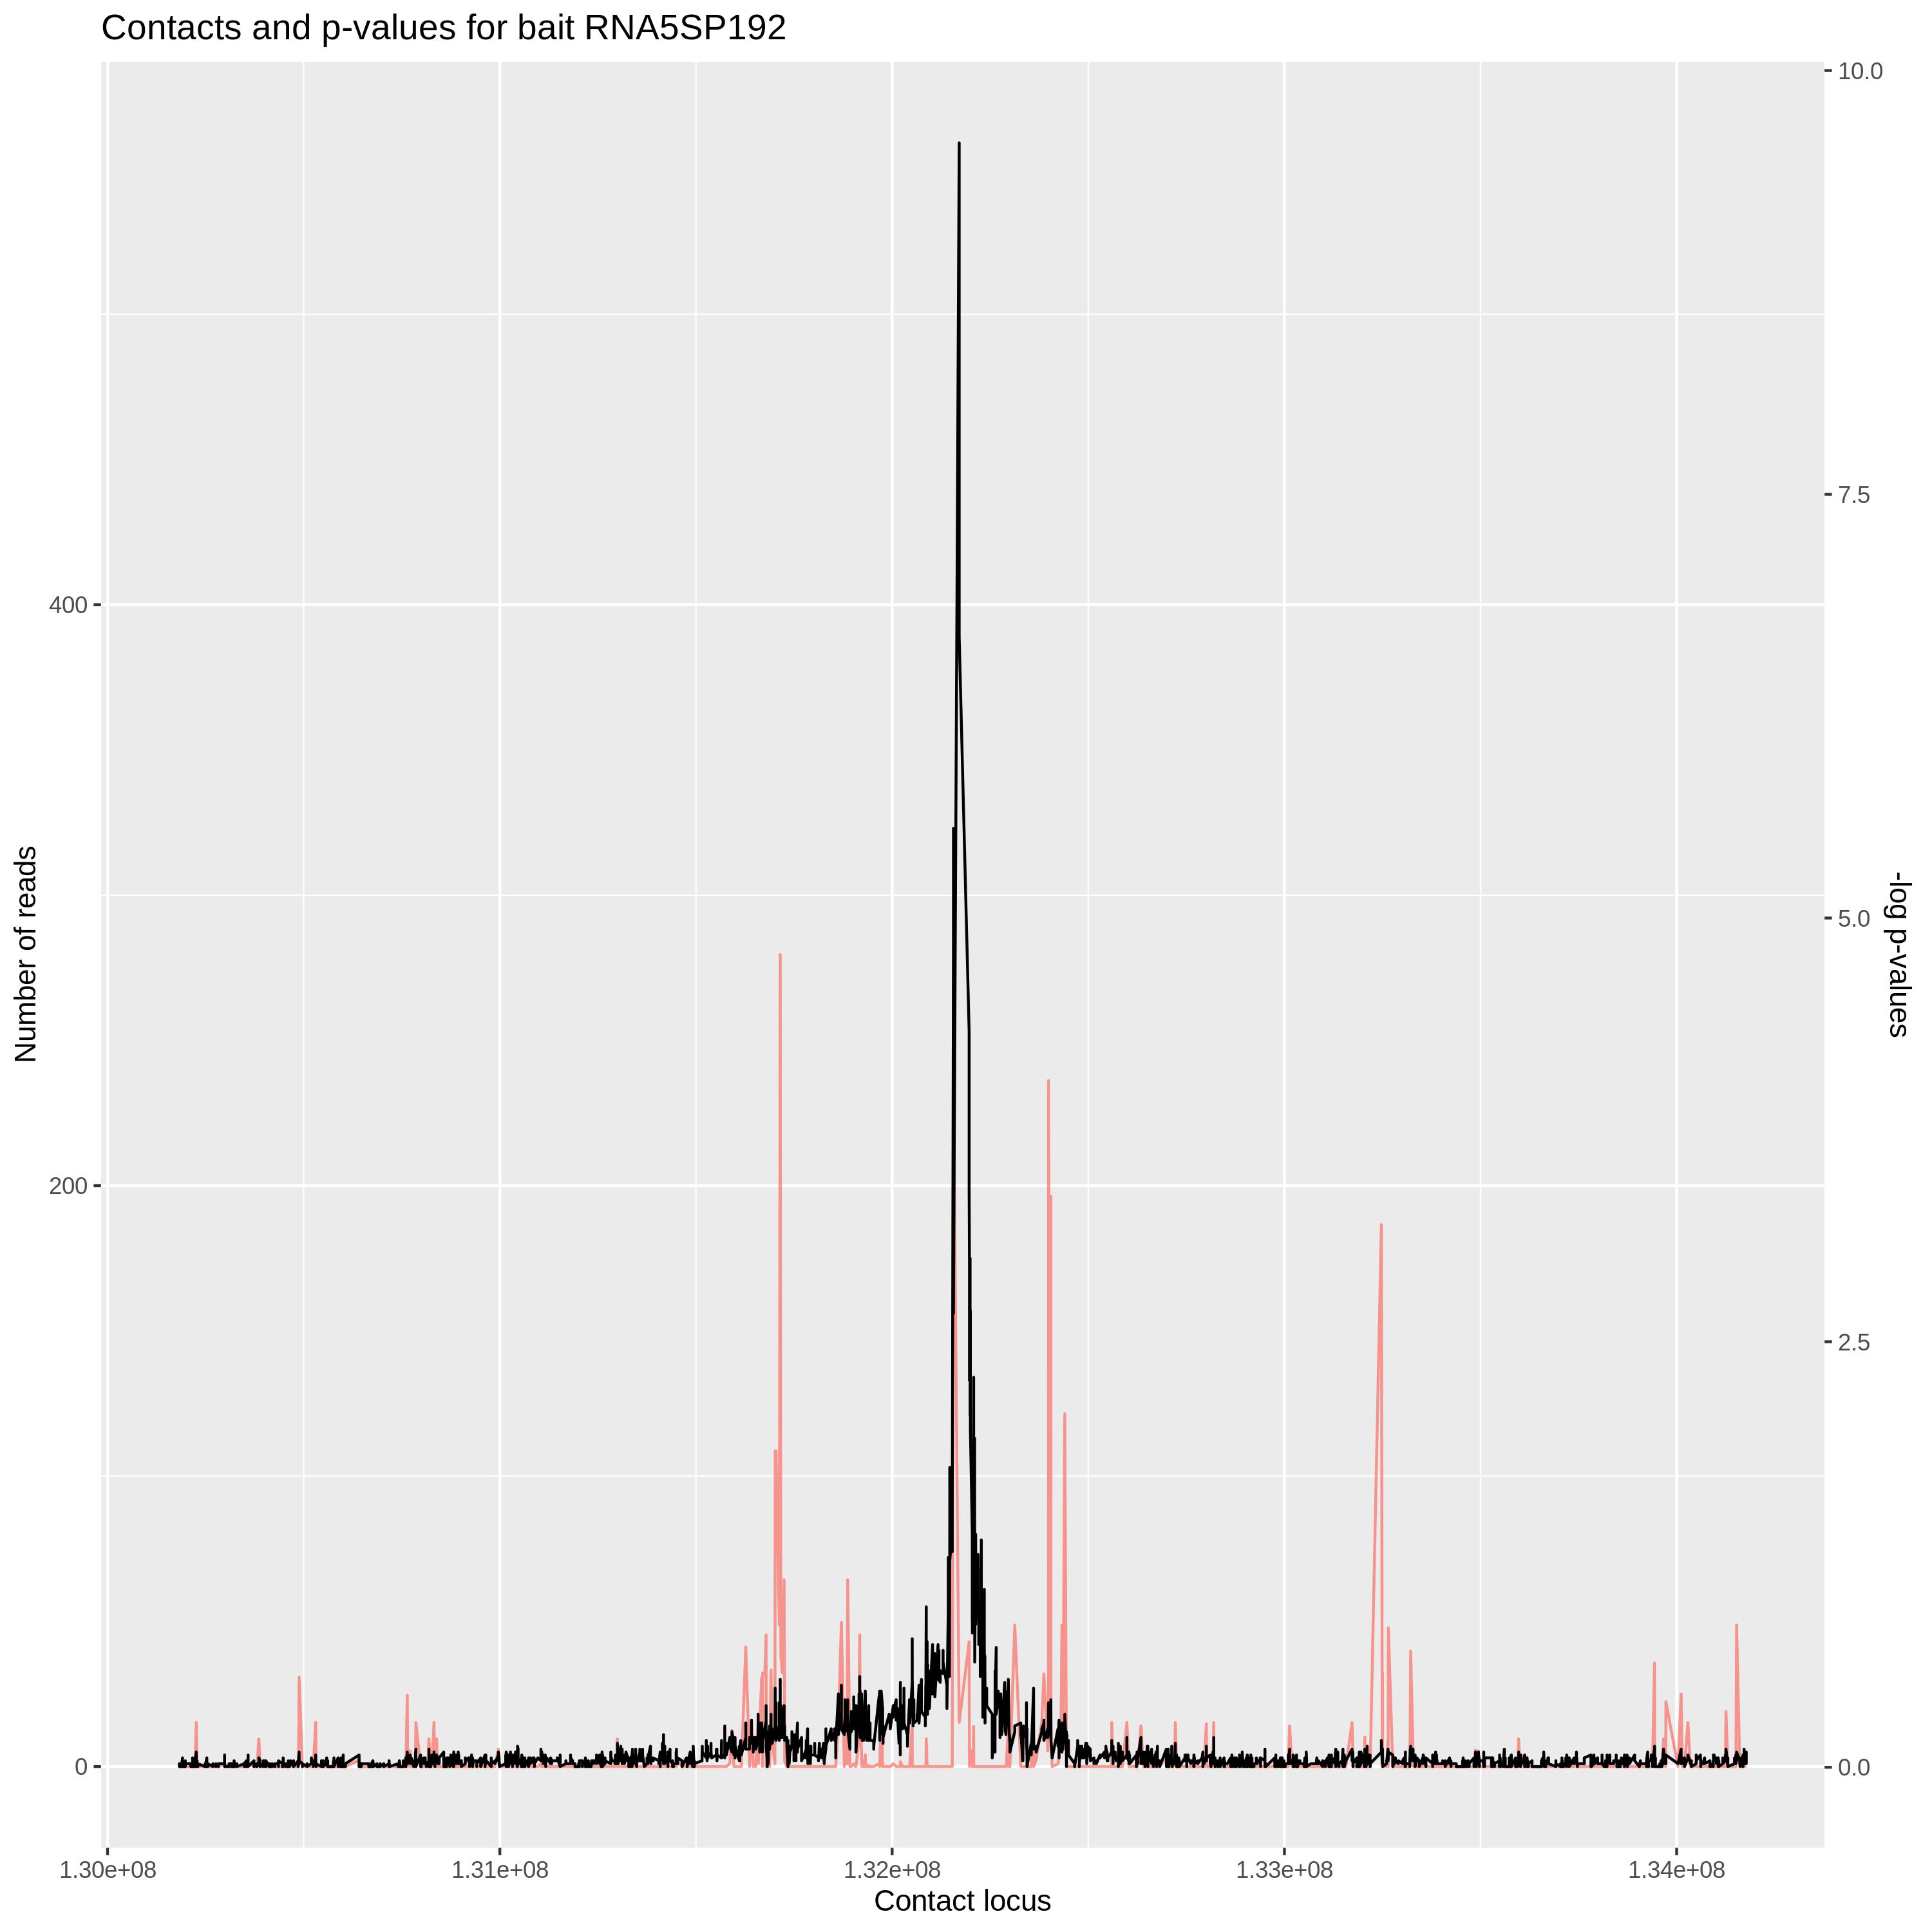 Contacts and p-values for bait RNA5SP192
10.0
7.5
400
Number of reads
-log p-values
5.0
200
2.5
0
0.0
1.30e+08
1.31e+08
1.32e+08
1.33e+08
1.34e+08
Contact locus